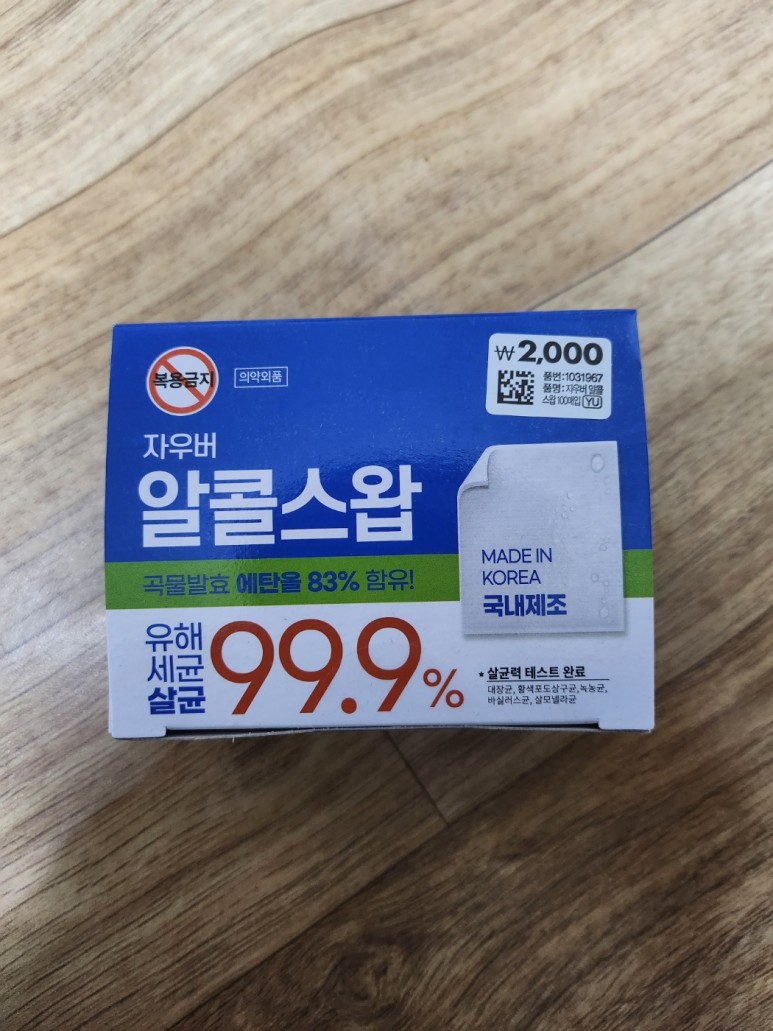 복용금지
의약외품
₩2,000
품번:1031967
품명:자우버 알콜
스왑 100매입 YU
자우버
알콜스왑
곡물발효 에탄올 83% 함유!
MADE IN
KOREA
국내제조
유해
세균
살균
99.9%
* 살균력 테스트 완료
대장균, 황색포도상구균, 녹농균,
바실러스균, 살모넬라균